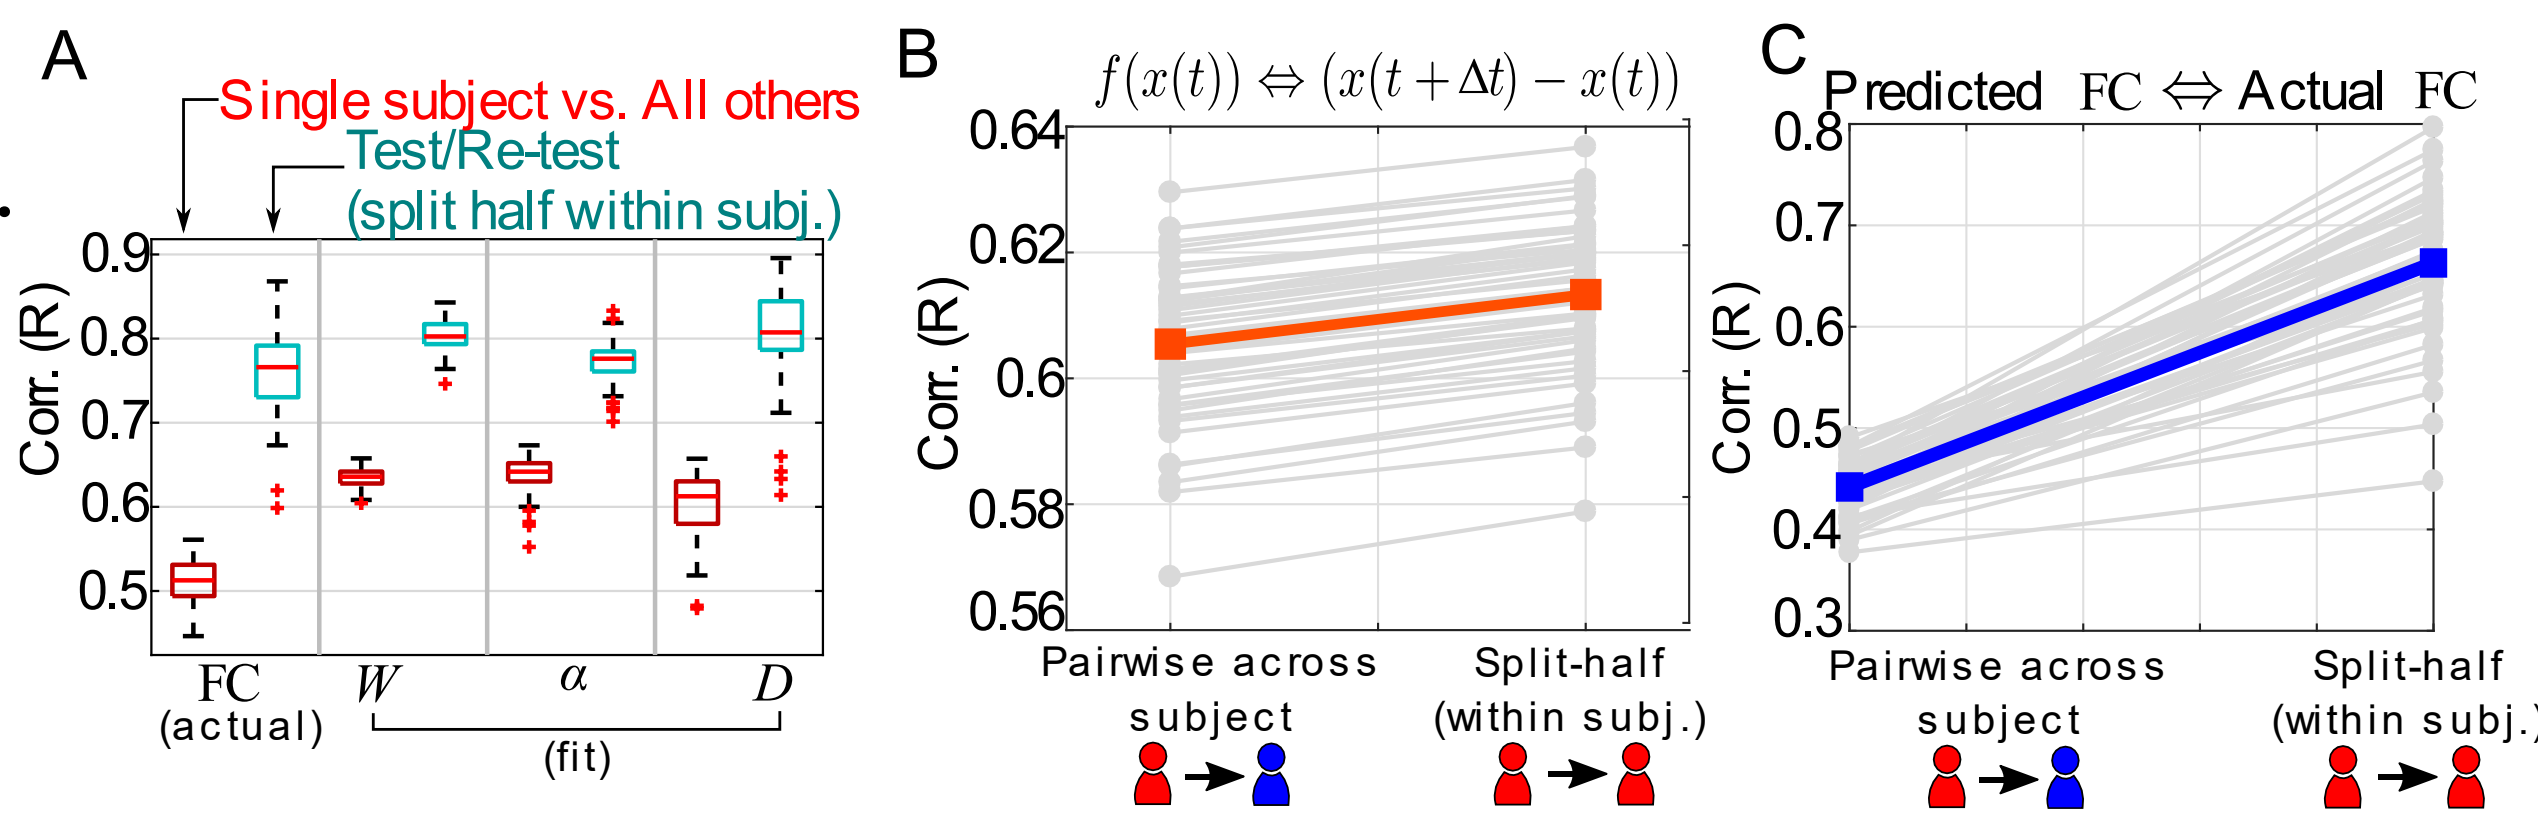 A
Single subject vs. All others
Test/Re-test
(split half within subj.)
Corr. (R)
0.9
0.8
0.7
0.6
0.5
FC
W
α
D
(actual)
(fit)
B
f(x(t)) ⇔ (x(t + Δt) − x(t))
Corr. (R)
0.64
0.62
0.6
0.58
0.56
Pairwise across
subject
Split-half
(within subj.)
C
Predicted FC ⇔ Actual FC
Corr. (R)
0.8
0.7
0.6
0.5
0.4
0.3
Pairwise across
subject
Split-half
(within subj.)